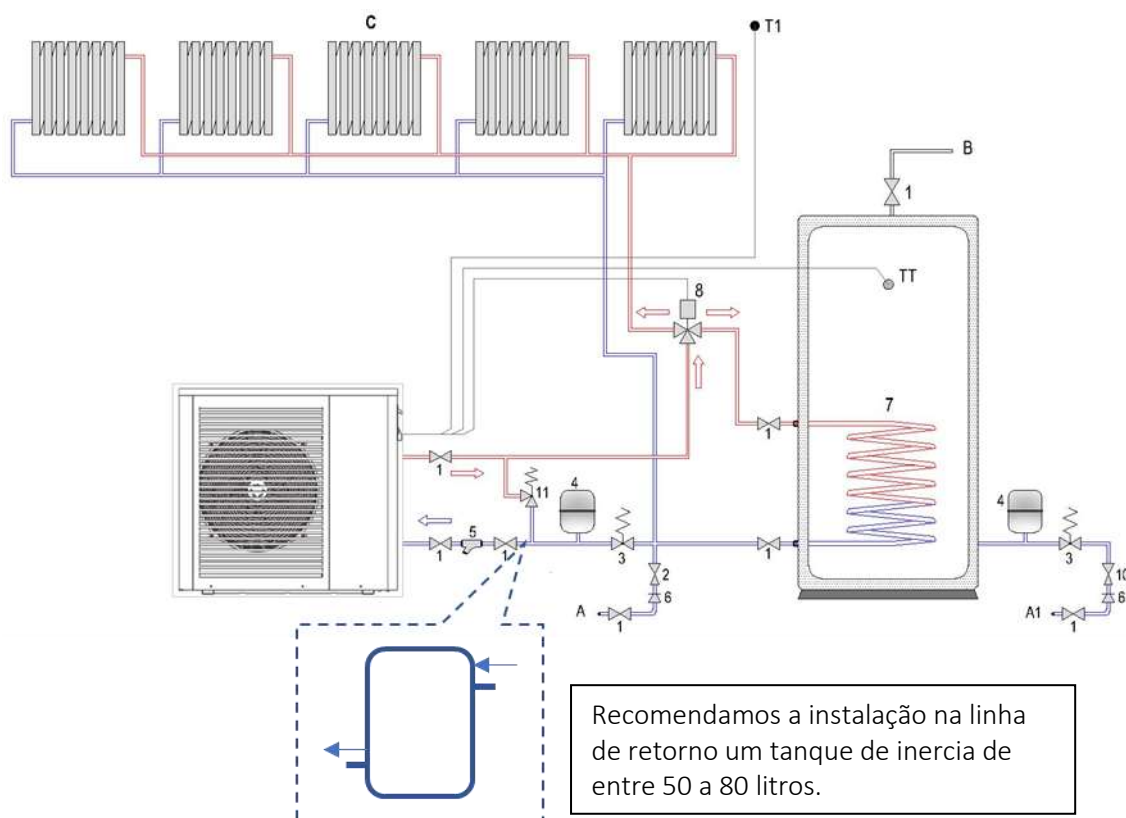 C
T1
B
1
TT
8
7
1
1
11
4
4
5
1
1
3
1
3
2
10
6
6
A
1
A1
1
Recomendamos a instalação na linha
de retorno um tanque de inercia de
entre 50 a 80 litros.